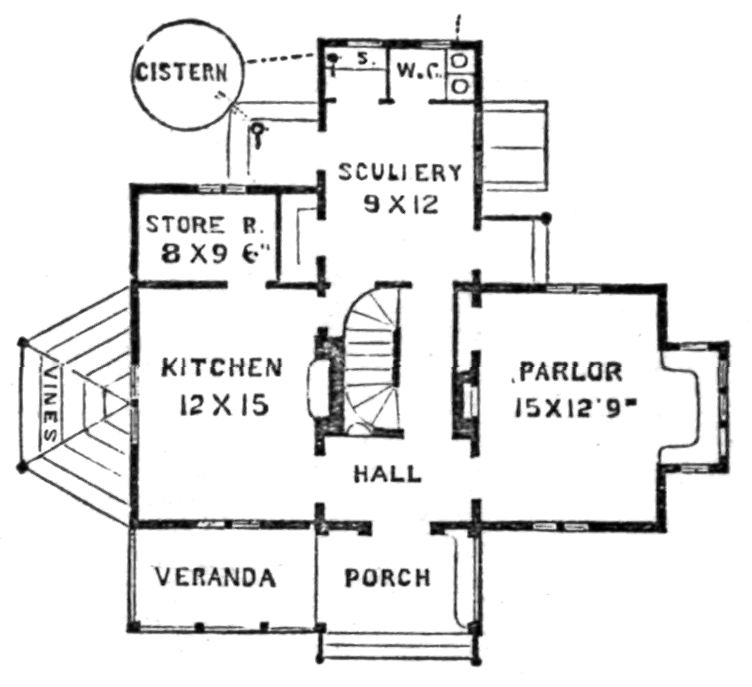 CISTERN
S.
W.C.
SCULLERY
9 X 12
STORE R.
8 X 9 6"
KITCHEN
12 X 15
PARLOR
15 X 12'9"
VINES
HALL
VERANDA
PORCH